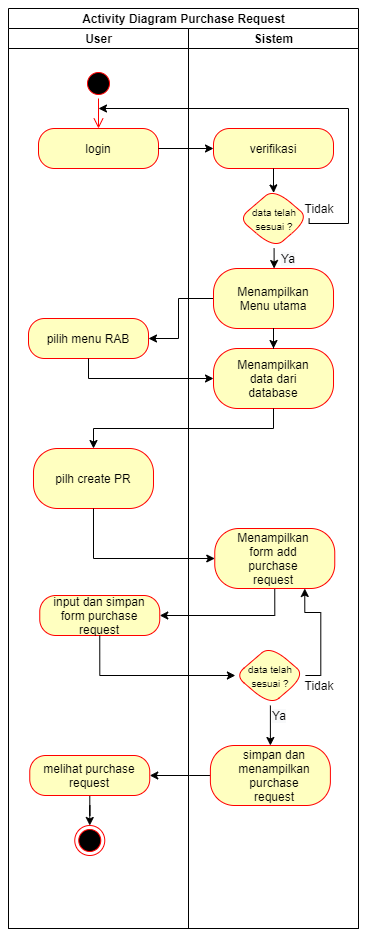 Activity Diagram Purchase Request
User
Sistem
login
verifikasi
data telah
sesuai ?
Tidak
Ya
Menampilkan
Menu utama
pilih menu RAB
Menampilkan
data dari
database
pilh create PR
Menampilkan
form add
purchase
request
input dan simpan
form purchase
request
data telah
sesuai ?
Tidak
Ya
simpan dan
menampilkan
purchase
request
melihat purchase
request